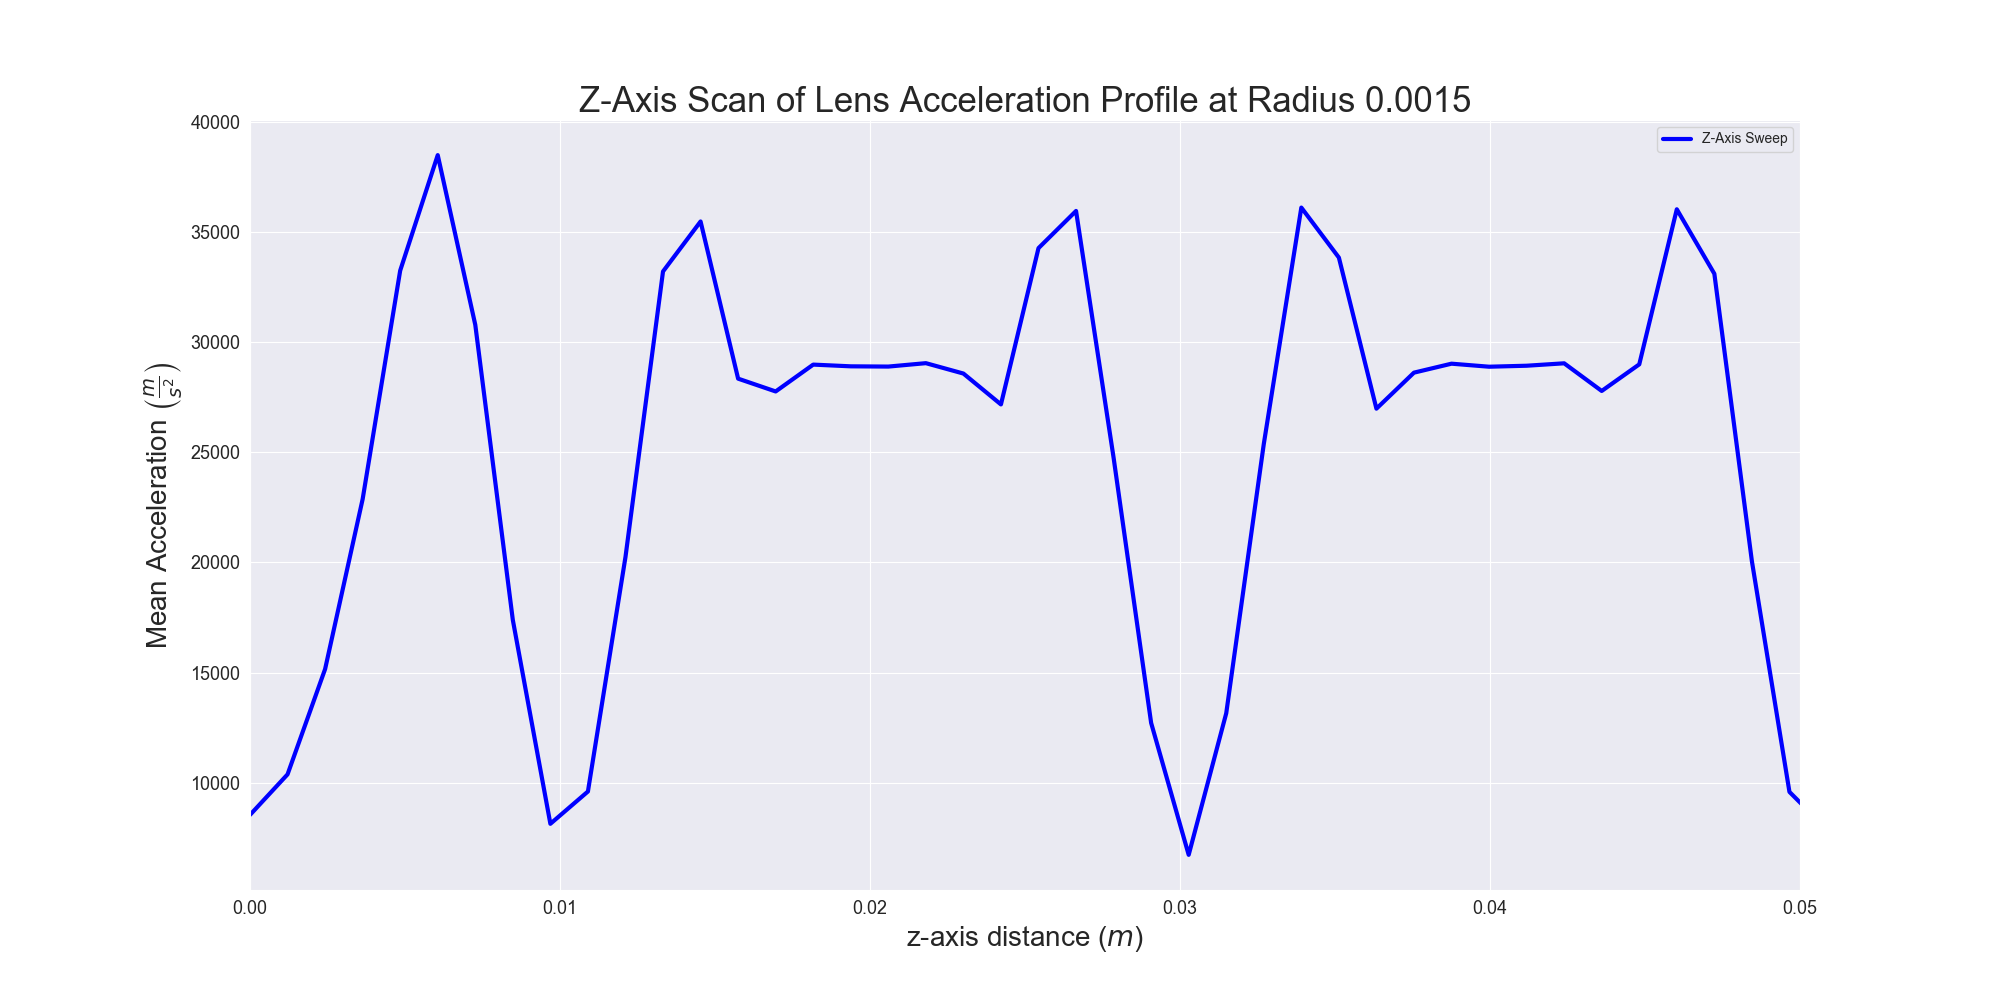 Z-Axis Scan of Lens Acceleration Profile at Radius 0.0015
Z-Axis Sweep
40000
35000
30000
25000
20000
15000
10000
Mean Acceleration (m/s²)
0.00 0.01 0.02 0.03 0.04 0.05
z-axis distance (m)